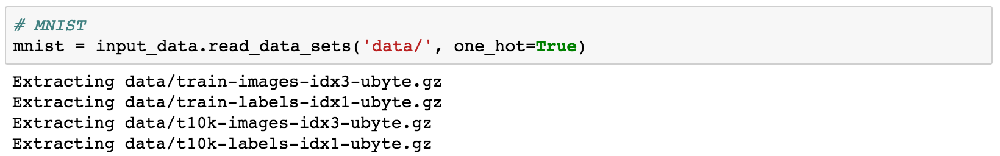 # MNIST
mnist = input_data.read_data_sets('data/', one_hot=True)
Extracting data/train-images-idx3-ubyte.gz
Extracting data/train-labels-idx1-ubyte.gz
Extracting data/t10k-images-idx3-ubyte.gz
Extracting data/t10k-labels-idx1-ubyte.gz